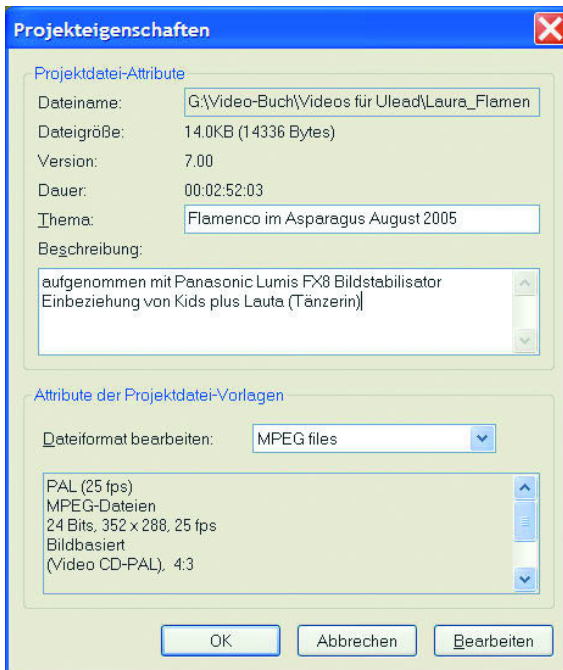 Projekteigenschaften
Projektdatei-Attribute
Dateiname: G:\Video-Buch\Videos für Ulead\Laura_Flamen
Dateigröße: 14.0KB (14336 Bytes)
Version: 7.00
Dauer: 00:02:52:03
Thema: Flamenco im Asparagus August 2005
Beschreibung:
aufgenommen mit Panasonic Lumis FX8 Bildstabilisator
Einbeziehung von Kids plus Lauta (Tänzerin)
Attribute der Projektdatei-Vorlagen
Dateiformat bearbeiten: MPEG files
PAL (25 fps)
MPEG-Dateien
24 Bits, 352 x 288, 25 fps
Bildbasiert
(Video CD-PAL), 4:3
OK Abbrechen Bearbeiten